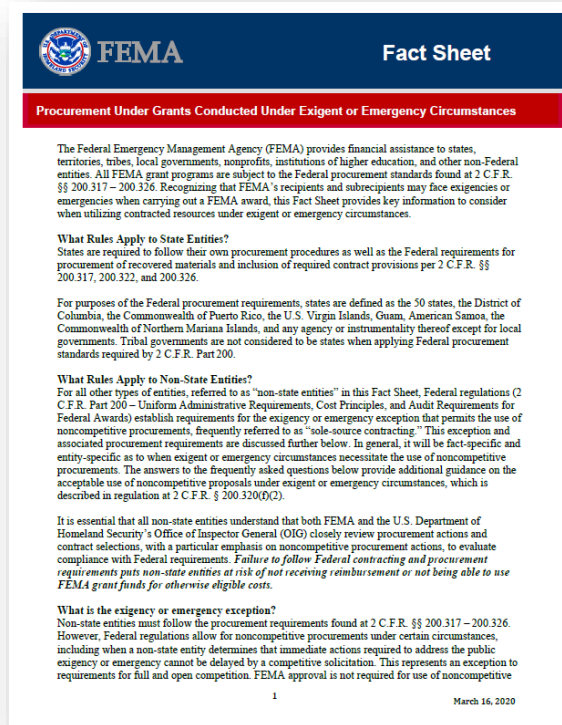 U.S. DEPARTMENT OF
HOMELAND SECURITY
FEMA
Fact Sheet
Procurement Under Grants Conducted Under Exigent or Emergency Circumstances
The Federal Emergency Management Agency (FEMA) provides financial assistance to states,
territories, tribes, local governments, nonprofits, institutions of higher education, and other non-Federal
entities. All FEMA grant programs are subject to the Federal procurement standards found at 2 C.F.R.
§§ 200.317 – 200.326. Recognizing that FEMA's recipients and subrecipients may face exigencies or
emergencies when carrying out a FEMA award, this Fact Sheet provides key information to consider
when utilizing contracted resources under exigent or emergency circumstances.
What Rules Apply to State Entities?
States are required to follow their own procurement procedures as well as the Federal requirements for
procurement of recovered materials and inclusion of required contract provisions per 2 C.F.R. §§
200.317, 200.322, and 200.326.
For purposes of the Federal procurement requirements, states are defined as the 50 states, the District of
Columbia, the Commonwealth of Puerto Rico, the U.S. Virgin Islands, Guam, American Samoa, the
Commonwealth of Northern Mariana Islands, and any agency or instrumentality thereof except for local
governments. Tribal governments are not considered to be states when applying Federal procurement
standards required by 2 C.F.R. Part 200.
What Rules Apply to Non-State Entities?
For all other types of entities, referred to as "non-state entities" in this Fact Sheet, Federal regulations (2
C.F.R. Part 200 – Uniform Administrative Requirements, Cost Principles, and Audit Requirements for
Federal Awards) establish requirements for the exigency or emergency exception that permits the use of
noncompetitive procurements, frequently referred to as "sole-source contracting." This exception and
associated procurement requirements are discussed further below. In general, it will be fact-specific and
entity-specific as to when exigent or emergency circumstances necessitate the use of noncompetitive
procurements. The answers to the frequently asked questions below provide additional guidance on the
acceptable use of noncompetitive proposals under exigent or emergency circumstances, which is
described in regulation at 2 C.F.R. § 200.320(f)(2).
It is essential that all non-state entities understand that both FEMA and the U.S. Department of
Homeland Security's Office of Inspector General (OIG) closely review procurement actions and
contract selections, with a particular emphasis on noncompetitive procurement actions, to evaluate
compliance with Federal requirements. Failure to follow Federal contracting and procurement
requirements puts non-state entities at risk of not receiving reimbursement or not being able to use
FEMA grant funds for otherwise eligible costs.
What is the exigency or emergency exception?
Non-state entities must follow the procurement requirements found at 2 C.F.R. §§ 200.317 – 200.326.
However, Federal regulations allow for noncompetitive procurements under certain circumstances,
including when a non-state entity determines that immediate actions required to address the public
exigency or emergency cannot be delayed by a competitive solicitation. This represents an exception to
requirements for full and open competition. FEMA approval is not required for use of noncompetitive
1
March 16, 2020